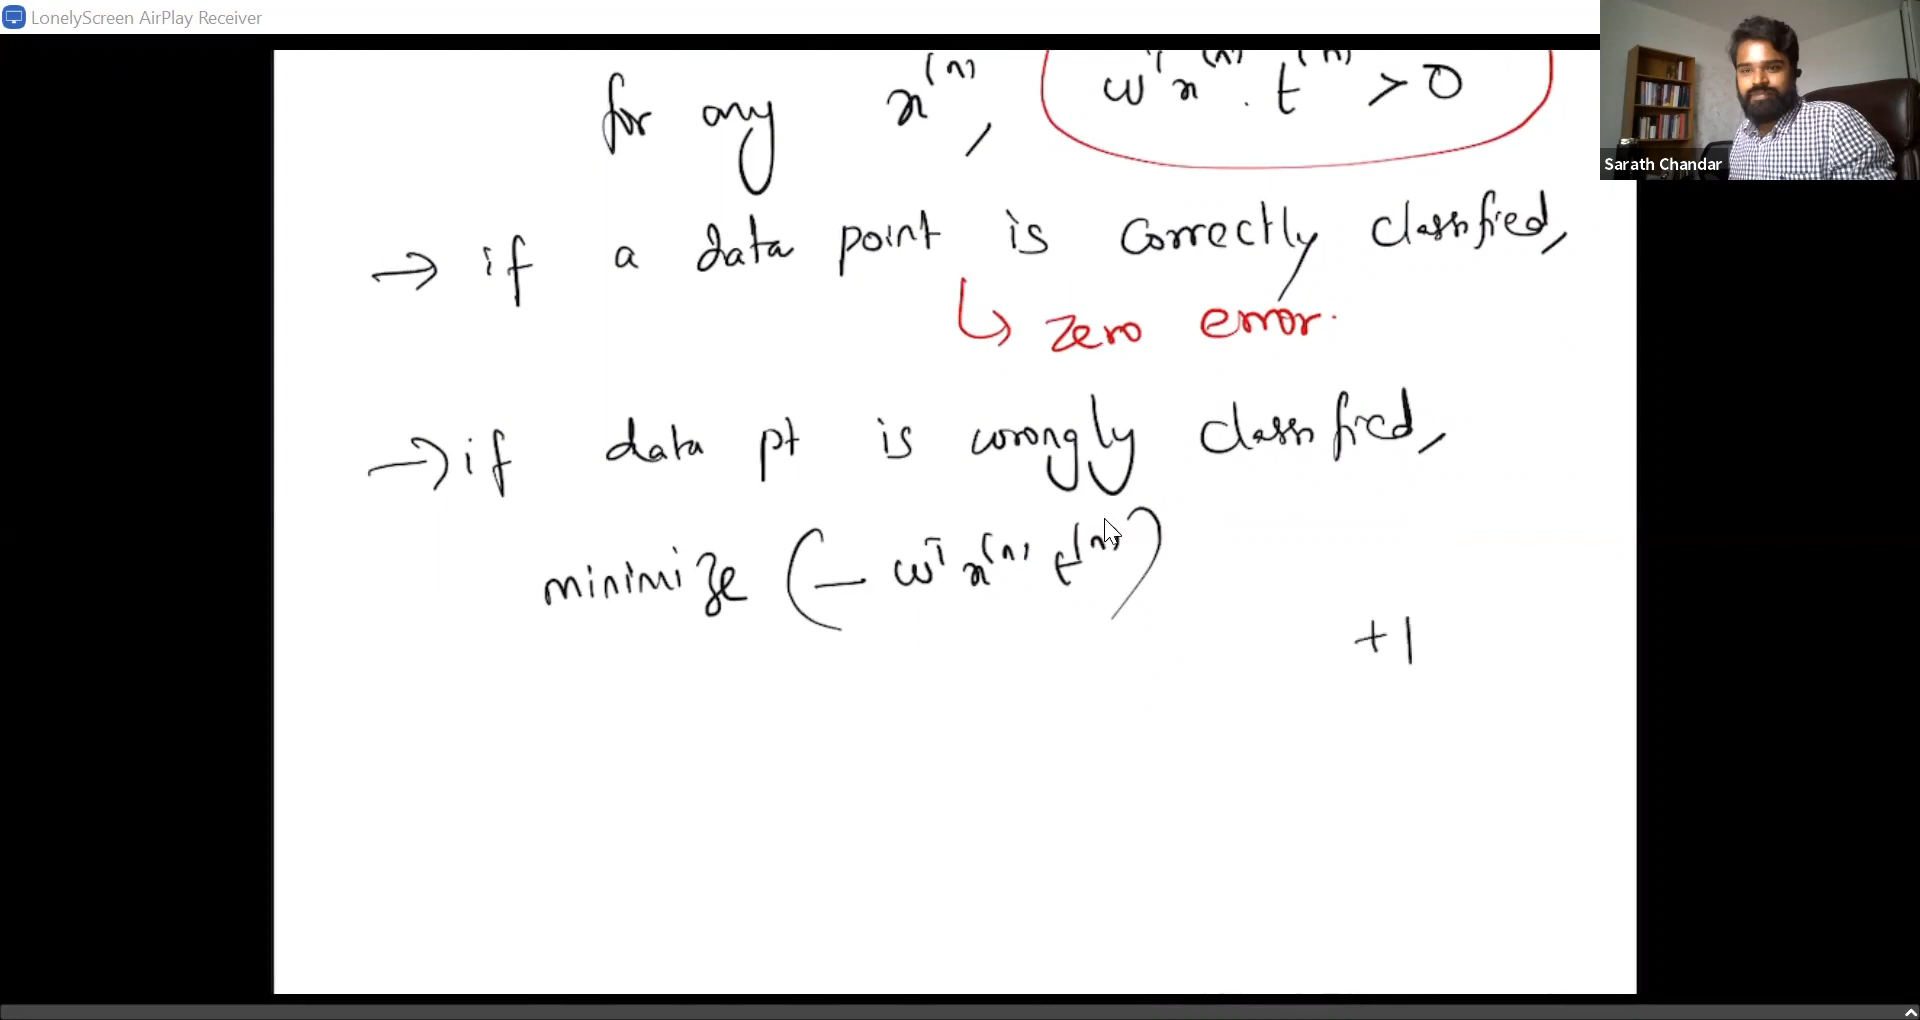 LonelyScreen AirPlay Receiver
Sarath Chandar
for any x^(n), w^T x^(n) . t^(n) > 0
→ if a data point is correctly classified,
↳ zero error.
→ if data pt is wrongly classified,
minimize (- w^T x^(n) t^(n))
+1